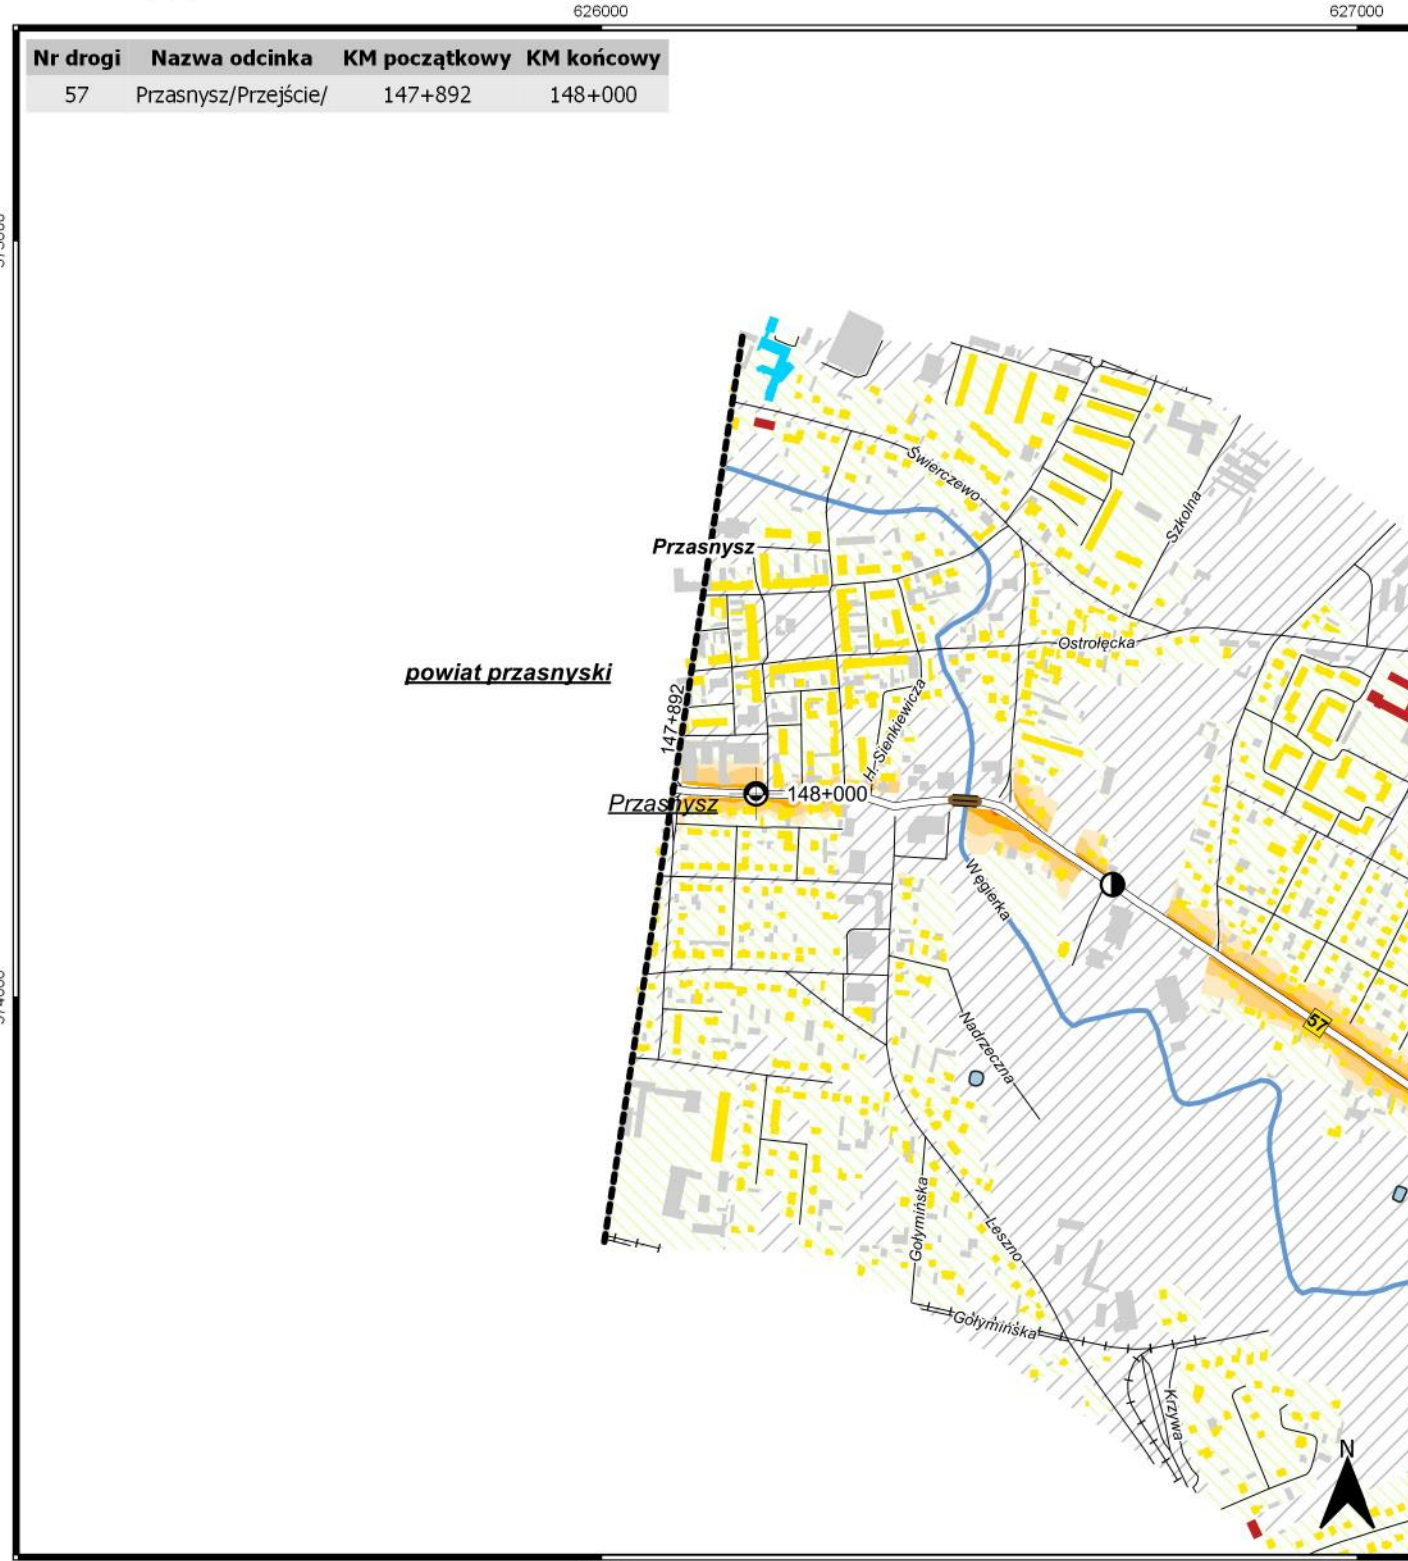 626000 627000
Nr drogi Nazwa odcinka KM początkowy KM końcowy
57 Przasnysz/Przejście/ 147+892 148+000
Świerczewo
Szkolna
Przasnysz
Ostrołęcka
powiat przasnyski
147+892
H. Sienkiewicza
148+000
Przasnysz
Węgierka
57
Nadrzeczna
Gołymińska
Leszno
Gołymińska
Krzywa
N